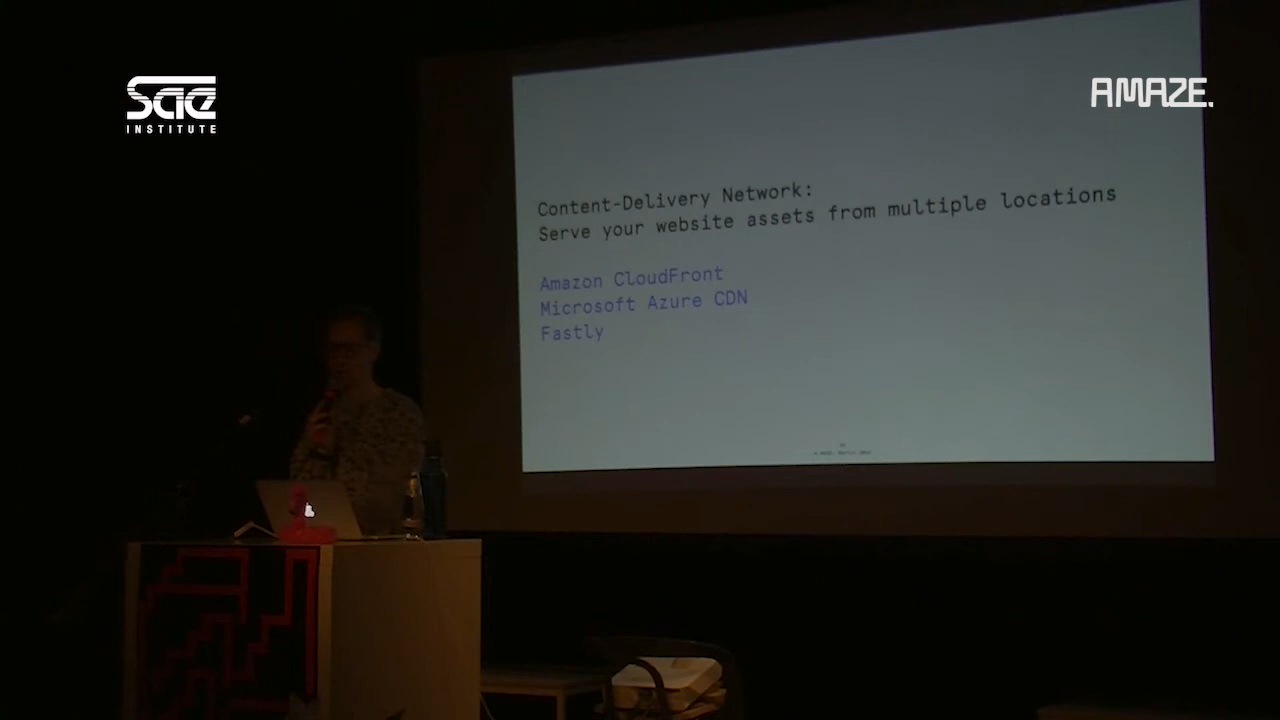 sae
INSTITUTE
AMAZE.
Content-Delivery Network:
Serve your website assets from multiple locations
Amazon CloudFront
Microsoft Azure CDN
Fastly